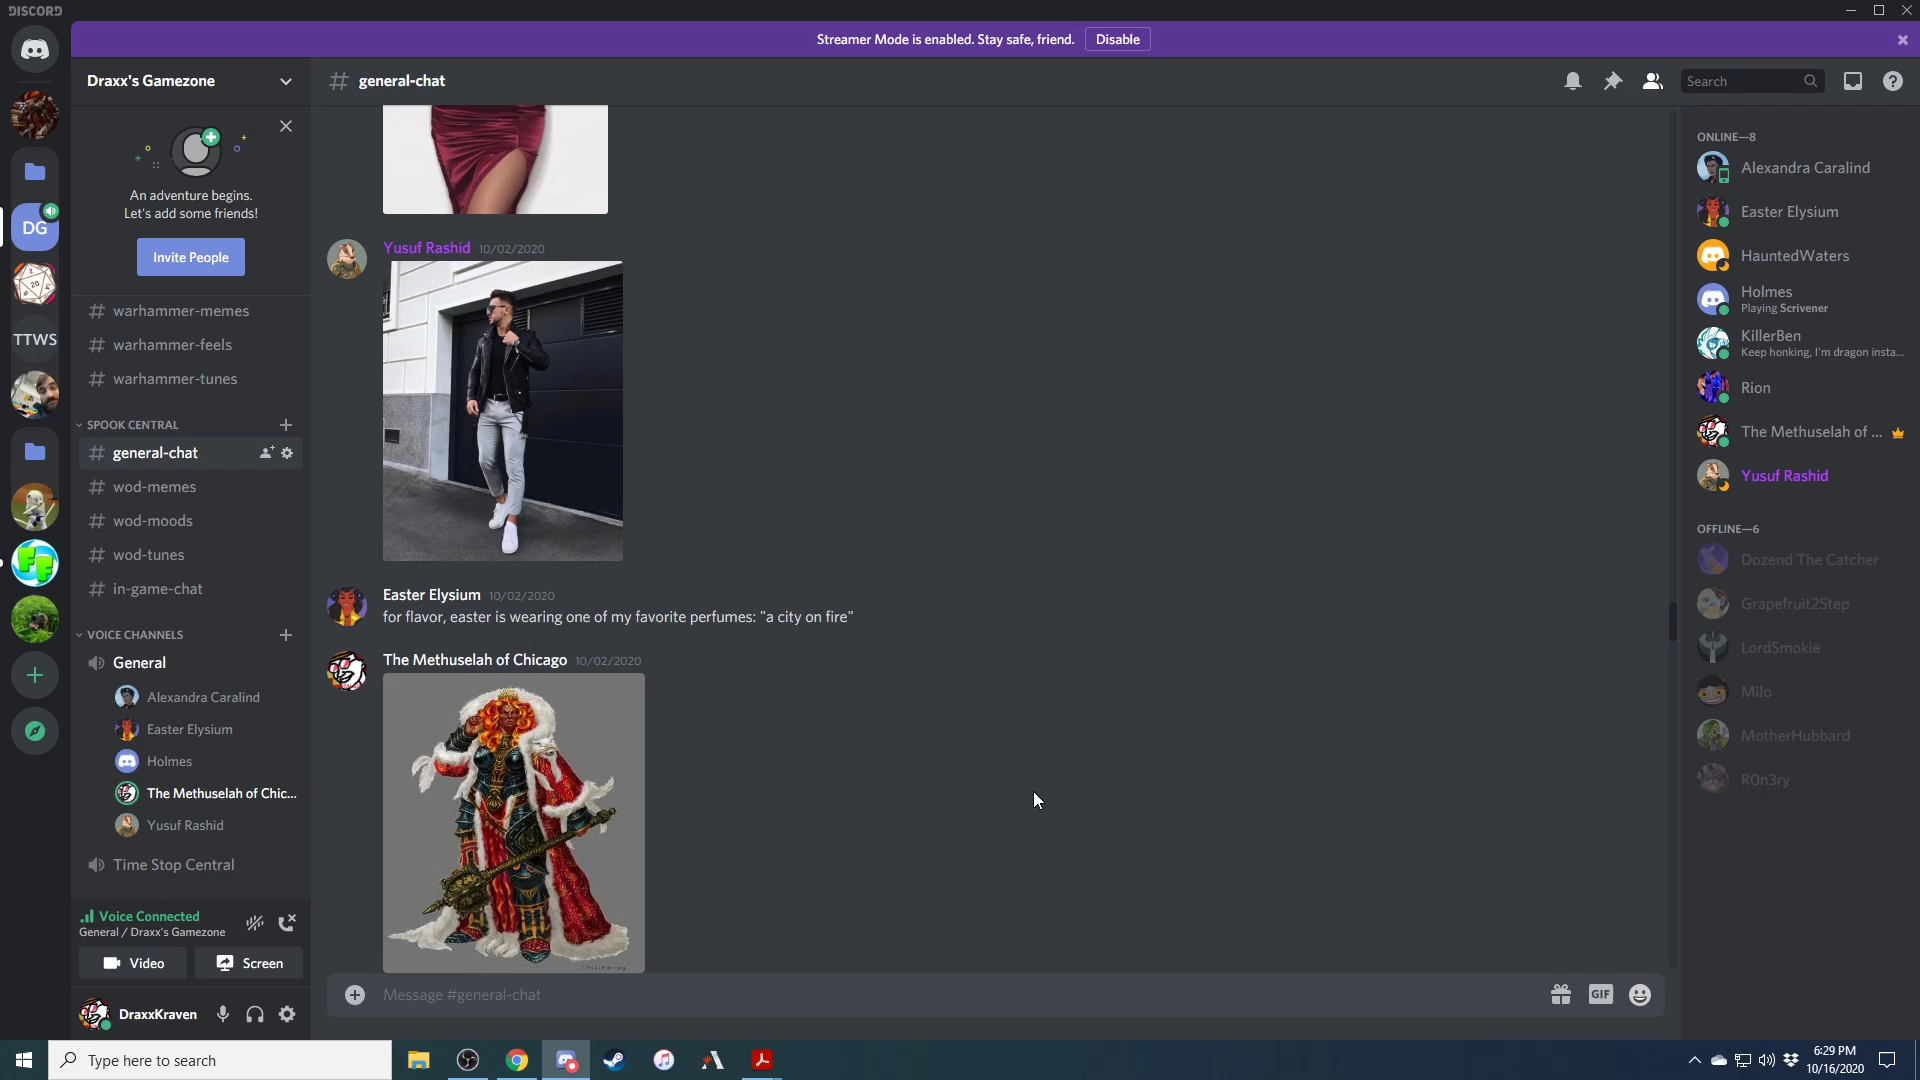 DISCORD
Streamer Mode is enabled. Stay safe, friend.
Disable
Draxx's Gamezone
general-chat
Search
An adventure begins.
Let's add some friends!
Invite People
DG
20
TTWS
FF
warhammer-memes
warhammer-feels
warhammer-tunes
SPOOK CENTRAL
general-chat
wod-memes
wod-moods
wod-tunes
in-game-chat
VOICE CHANNELS
General
Alexandra Caralind
Easter Elysium
Holmes
The Methuselah of Chic...
Yusuf Rashid
Time Stop Central
Voice Connected
General / Draxx's Gamezone
Video
Screen
DraxxKraven
Yusuf Rashid 10/02/2020
Easter Elysium 10/02/2020
for flavor, easter is wearing one of my favorite perfumes: "a city on fire"
The Methuselah of Chicago 10/02/2020
Message #general-chat
GIF
ONLINE—8
Alexandra Caralind
Easter Elysium
HauntedWaters
Holmes
Playing Scrivener
KillerBen
Keep honking, I'm dragon insta...
Rion
The Methuselah of ...
Yusuf Rashid
OFFLINE—6
Dozend The Catcher
Grapefruit2Step
LordSmokie
Milo
MotherHubbard
R0n3ry
Type here to search
6:29 PM
10/16/2020